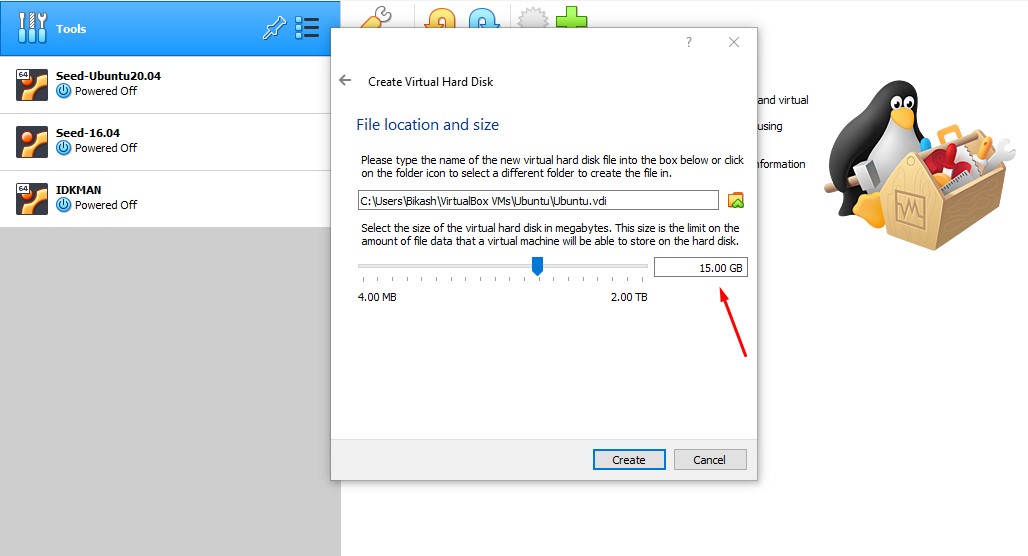 Tools
64
Seed-Ubuntu20.04
Powered Off
Seed-16.04
Powered Off
64
IDKMAN
Powered Off
?
Create Virtual Hard Disk
File location and size
Please type the name of the new virtual hard disk file into the box below or click
on the folder icon to select a different folder to create the file in.
C:\Users\Bikash\VirtualBox VMs\Ubuntu\Ubuntu.vdi
Select the size of the virtual hard disk in megabytes. This size is the limit on the
amount of file data that a virtual machine will be able to store on the hard disk.
15.00 GB
4.00 MB
2.00 TB
Create
Cancel
and virtual
using
formation